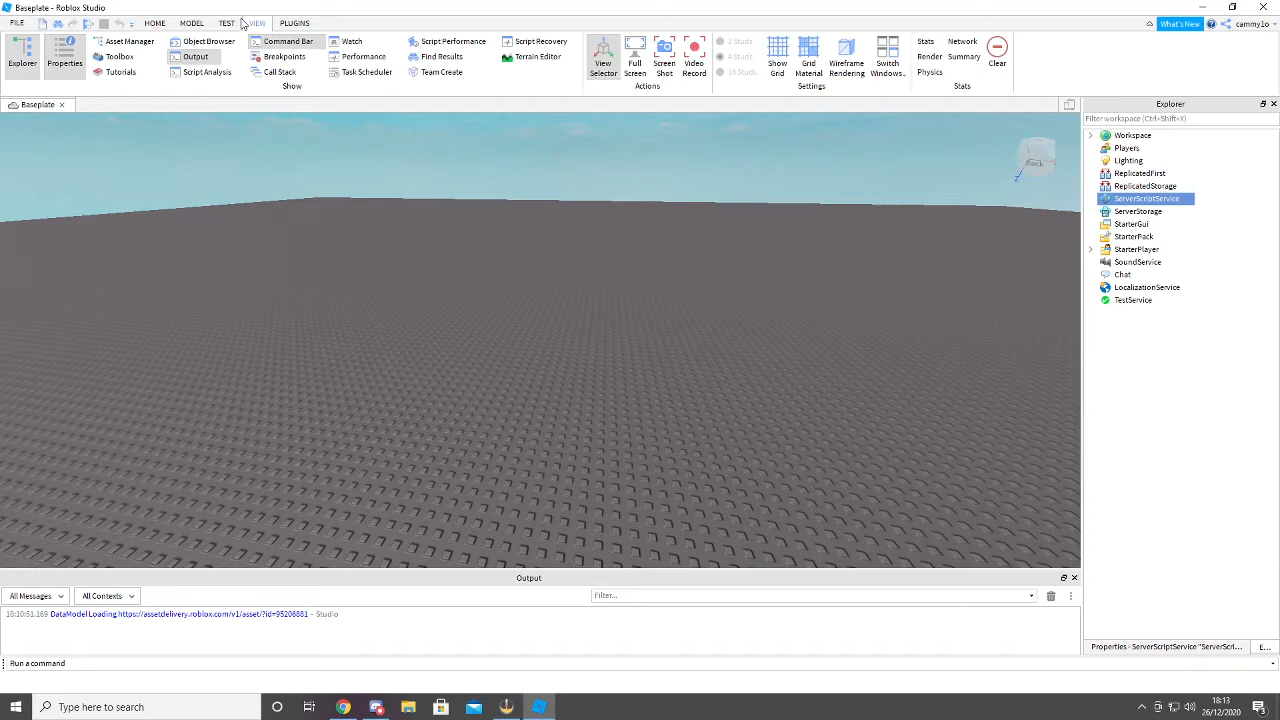 Baseplate - Roblox Studio
FILE HOME MODEL TEST VIEW PLUGINS What's New cammy1o
Explorer Properties Asset Manager Object Browser Command Bar Watch Script Performance Script Recovery View Selector Full Screen Screen Shot Video Record 2 Studs Show Grid Grid Material Wireframe Rendering Switch Windows Stats Network Clear
Toolbox Output Breakpoints Performance Find Results Terrain Editor 4 Studs Render Summary
Tutorials Script Analysis Call Stack Task Scheduler Team Create 16 Studs Physics
Show Actions Settings Stats
Baseplate
Explorer
Filter workspace (Ctrl+Shift+X)
Workspace
Players
Lighting
ReplicatedFirst
ReplicatedStorage
ServerScriptService
ServerStorage
StarterGui
StarterPack
StarterPlayer
SoundService
Chat
LocalizationService
TestService
Back
X
Z
Output
All Messages All Contexts Filter...
18:10:51.169 DataModel Loading https://assetdelivery.roblox.com/v1/asset/?id=95206881 - Studio
Properties - ServerScriptService "ServerScri... E...
Run a command
Type here to search
18:13
26/12/2020